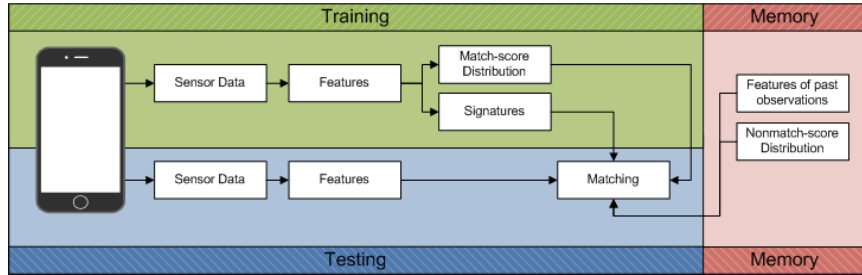 Training
Memory
Sensor Data
Features
Match-score
Distribution
Signatures
Features of past
observations
Nonmatch-score
Distribution
Sensor Data
Features
Matching
Testing
Memory